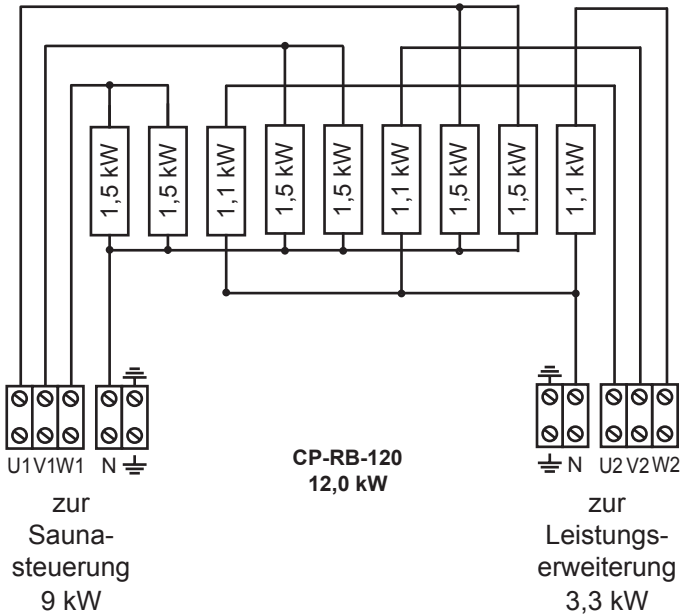 1,5 kW
1,5 kW
1,1 kW
1,5 kW
1,5 kW
1,1 kW
1,5 kW
1,5 kW
1,1 kW
U1 V1 W1 N
N U2 V2 W2
CP-RB-120
12,0 kW
zur
Sauna-
steuerung
9 kW
zur
Leistungs-
erweiterung
3,3 kW